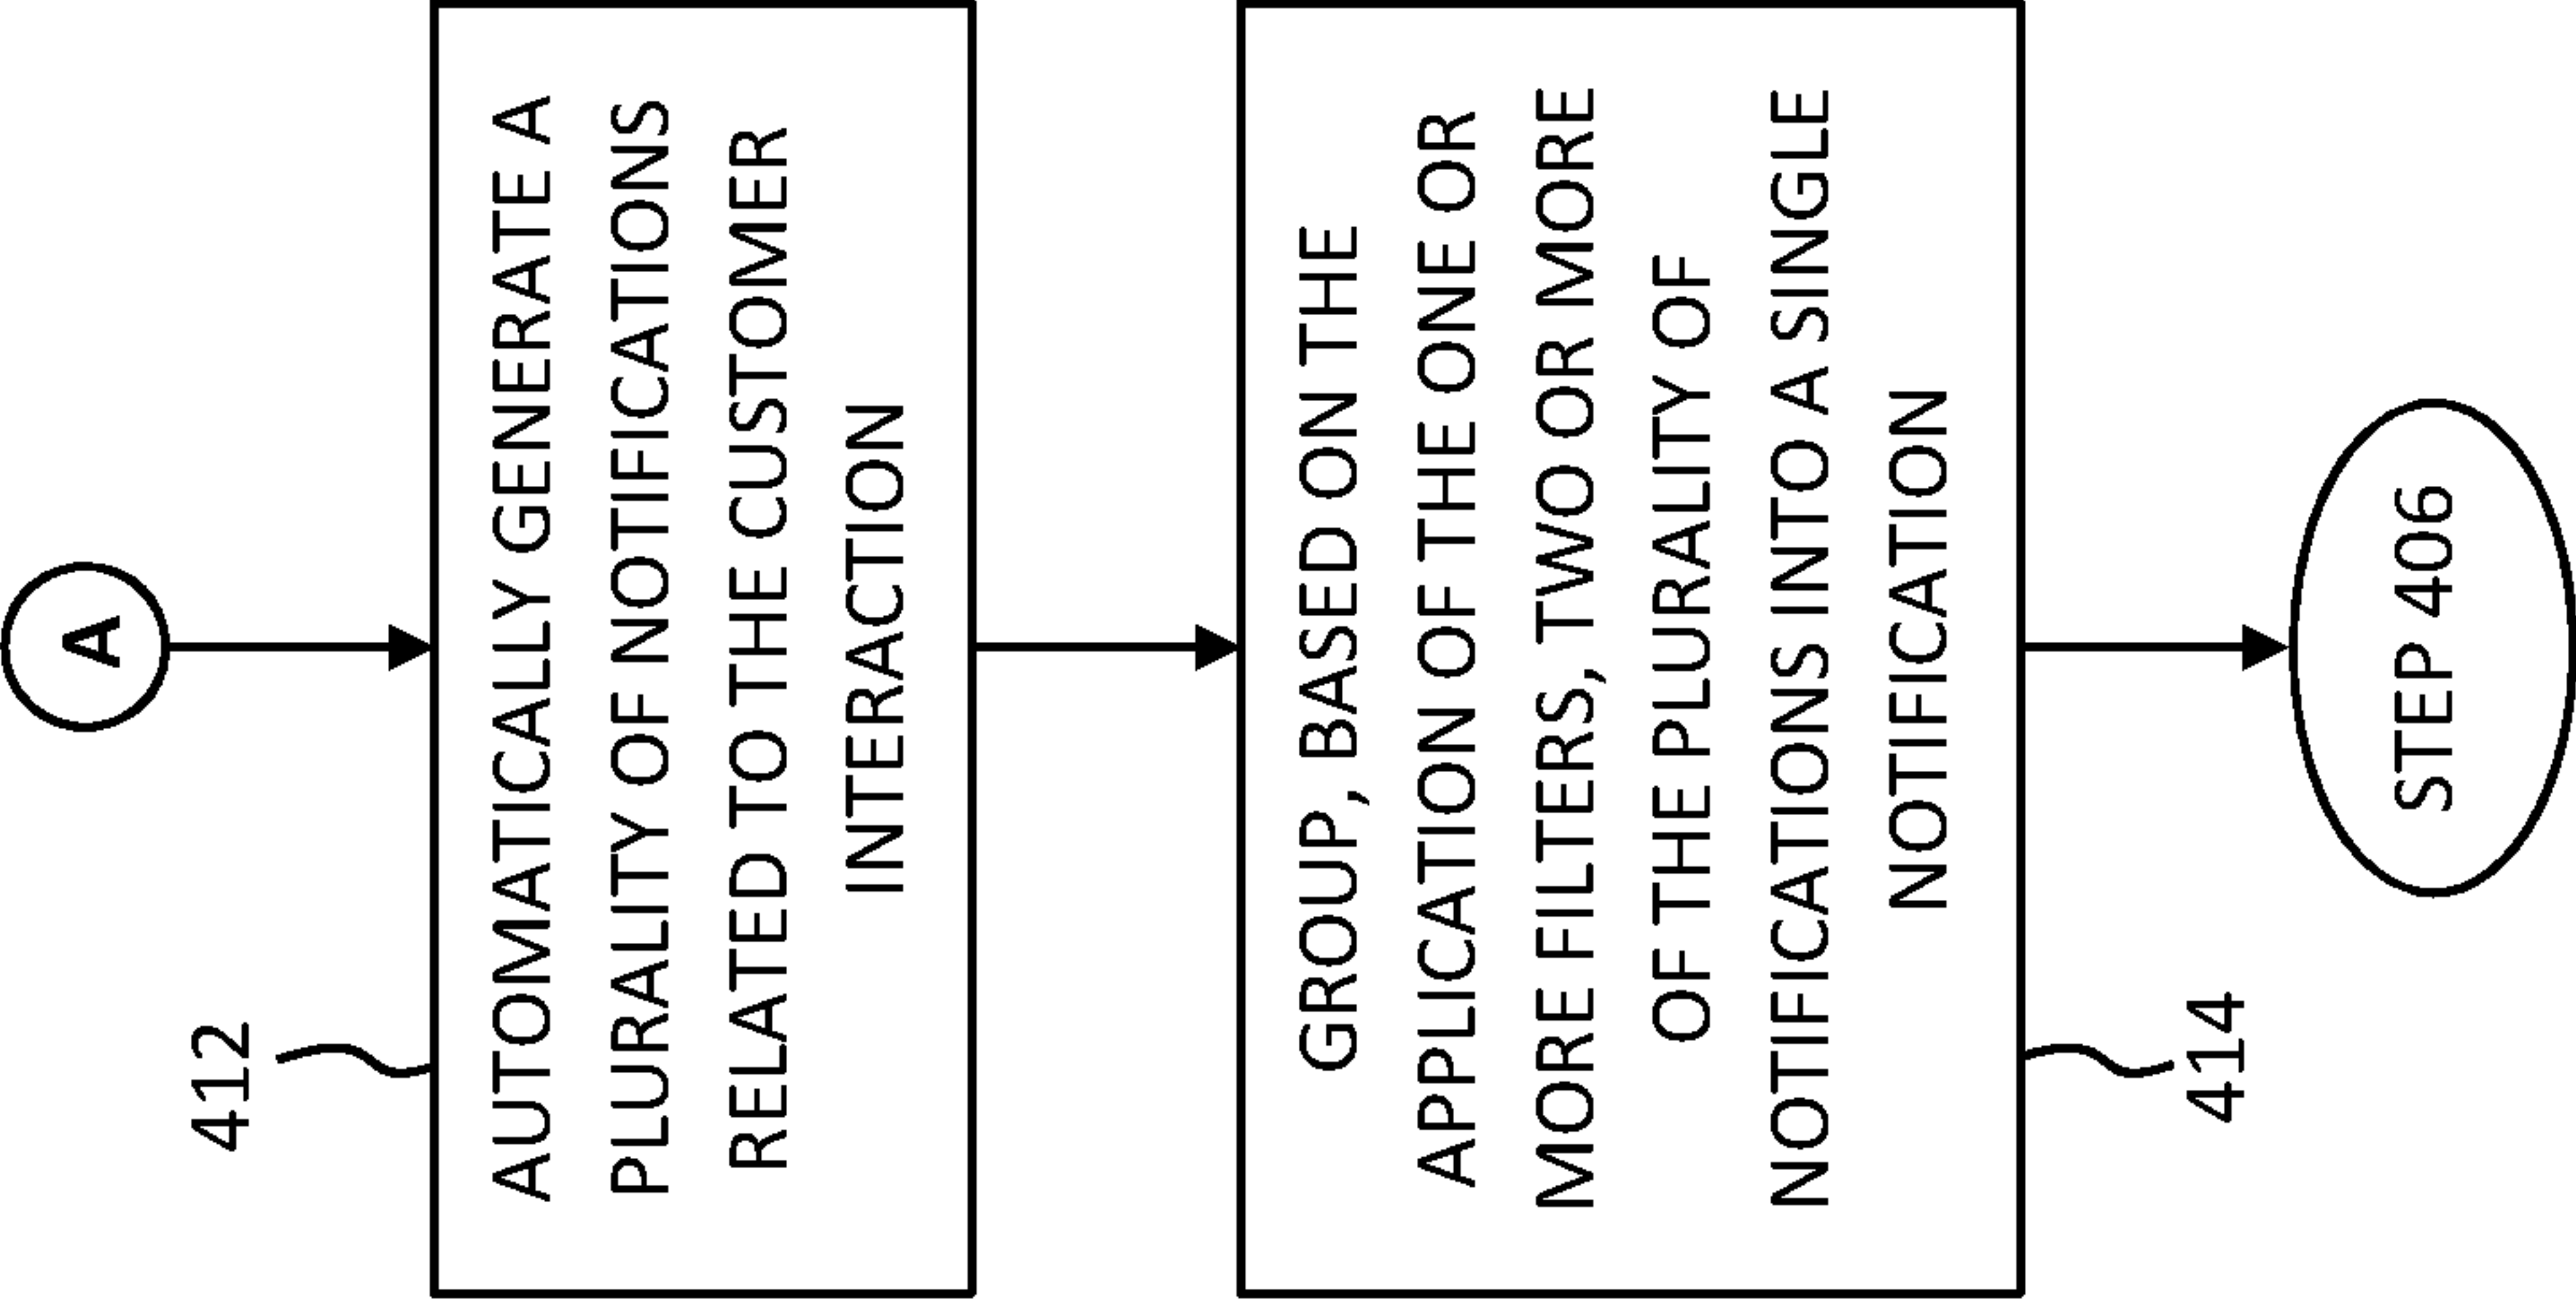 A
412
AUTOMATICALLY GENERATE A
PLURALITY OF NOTIFICATIONS
RELATED TO THE CUSTOMER
INTERACTION
GROUP, BASED ON THE
APPLICATION OF THE ONE OR
MORE FILTERS, TWO OR MORE
OF THE PLURALITY OF
NOTIFICATIONS INTO A SINGLE
NOTIFICATION
414
STEP 406